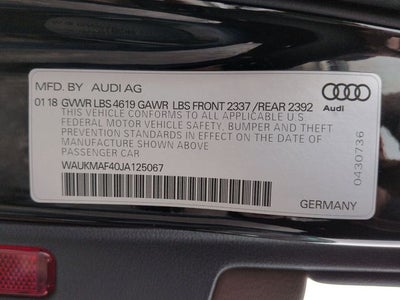 MFD. BY AUDI AG
01 18 GVWR LBS 4619 GAWR LBS FRONT 2337 /REAR 2392
THIS VEHICLE CONFORMS TO ALL APPLICABLE U S
FEDERAL MOTOR VEHICLE SAFETY, BUMPER AND THEFT
PREVENTION STANDARDS IN EFFECT ON THE DATE OF
MANUFACTURE SHOWN ABOVE
PASSENGER CAR
WAUKMAF40JA125067
Audi
0430736
GERMANY